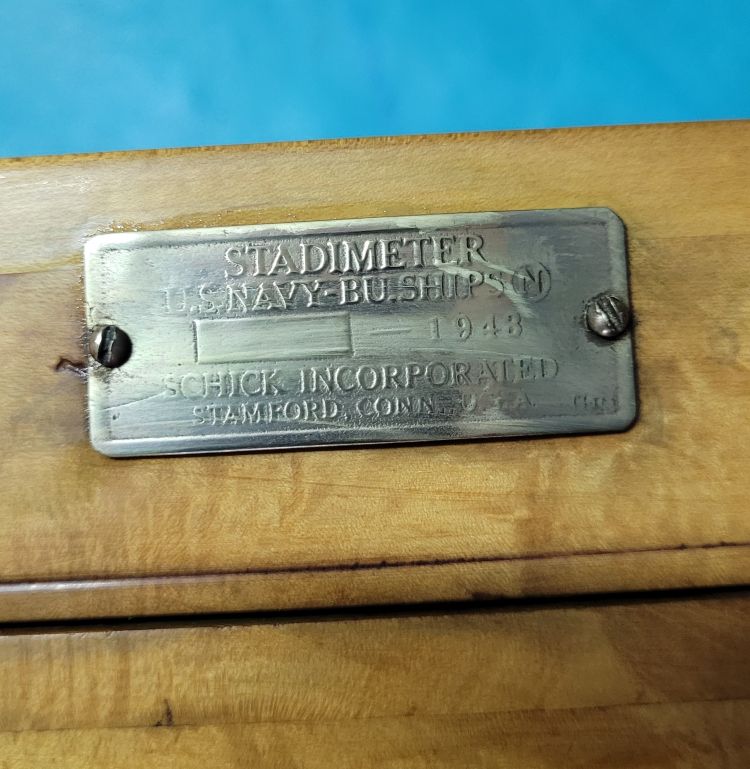 STADIMETER
U.S. NAVY-BU. SHIPS N
— 1943
SCHICK INCORPORATED
STAMFORD, CONN., U.S.A.